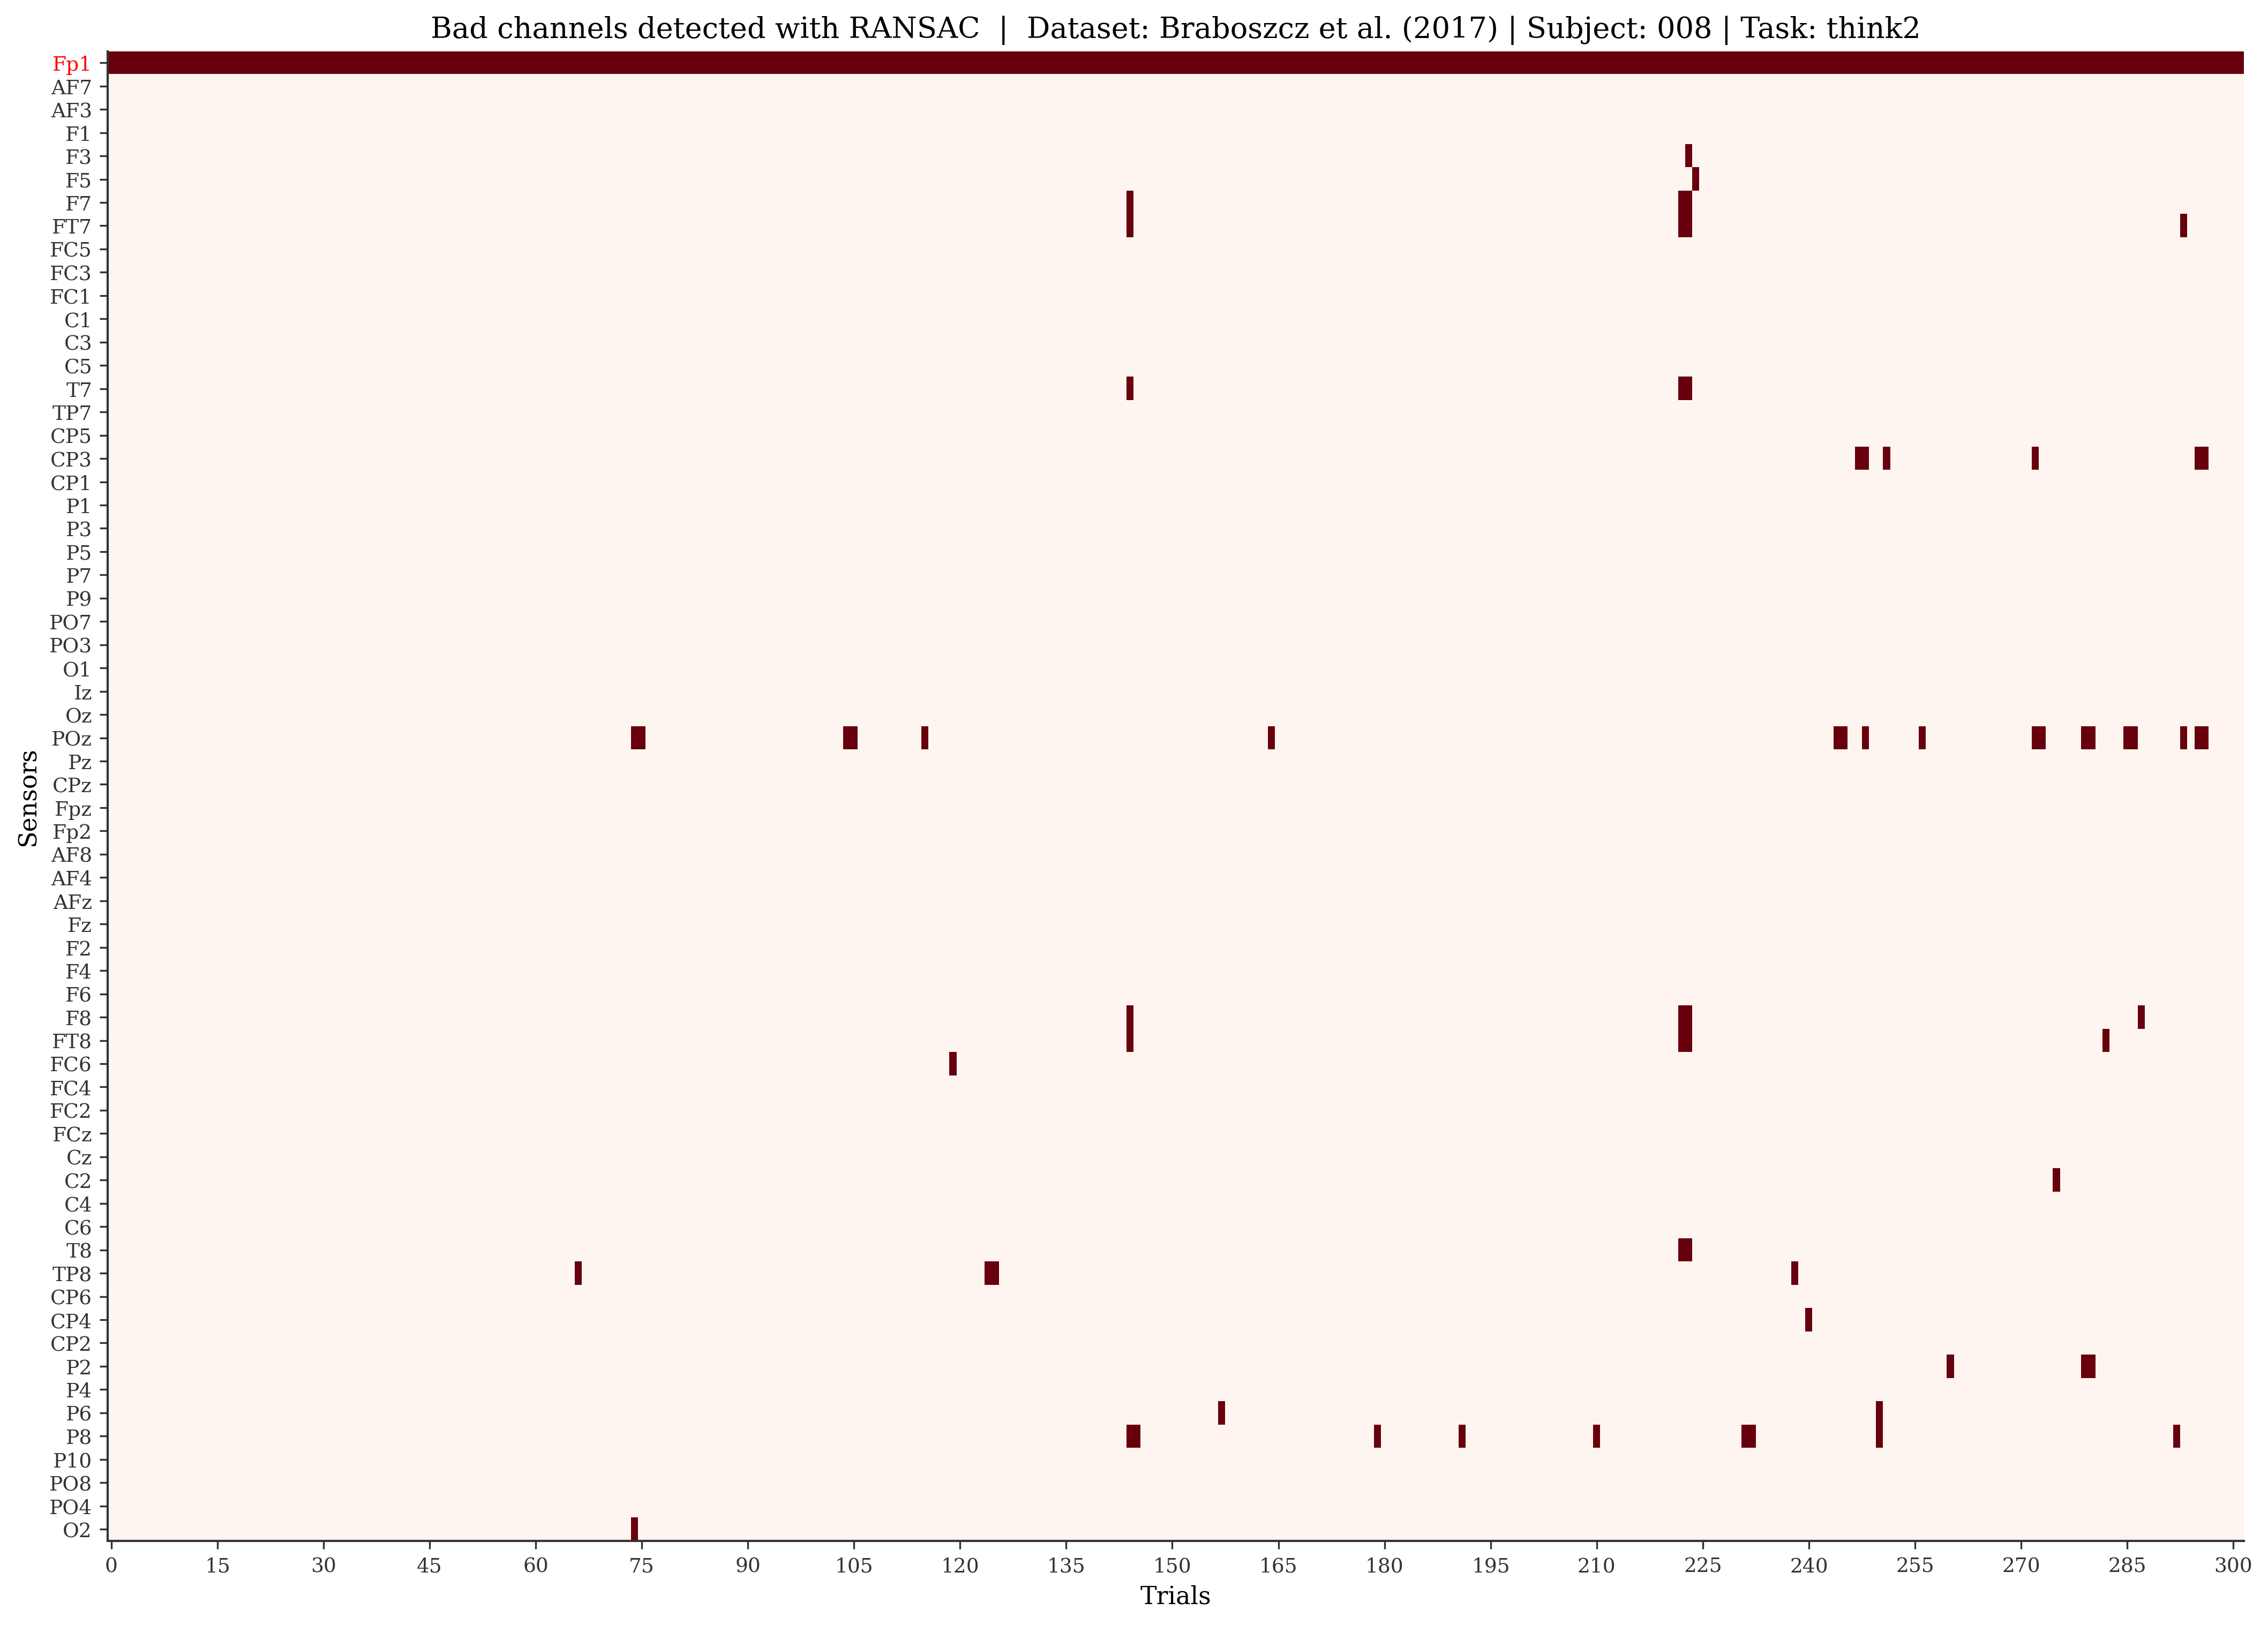 Bad channels detected with RANSAC | Dataset: Braboszcz et al. (2017) | Subject: 008 | Task: think2
Sensors
Fp1
AF7
AF3
F1
F3
F5
F7
FT7
FC5
FC3
FC1
C1
C3
C5
T7
TP7
CP5
CP3
CP1
P1
P3
P5
P7
P9
PO7
PO3
O1
Iz
Oz
POz
Pz
CPz
Fpz
Fp2
AF8
AF4
AFz
Fz
F2
F4
F6
F8
FT8
FC6
FC4
FC2
FCz
Cz
C2
C4
C6
T8
TP8
CP6
CP4
CP2
P2
P4
P6
P8
P10
PO8
PO4
O2
0 15 30 45 60 75 90 105 120 135 150 165 180 195 210 225 240 255 270 285 300
Trials